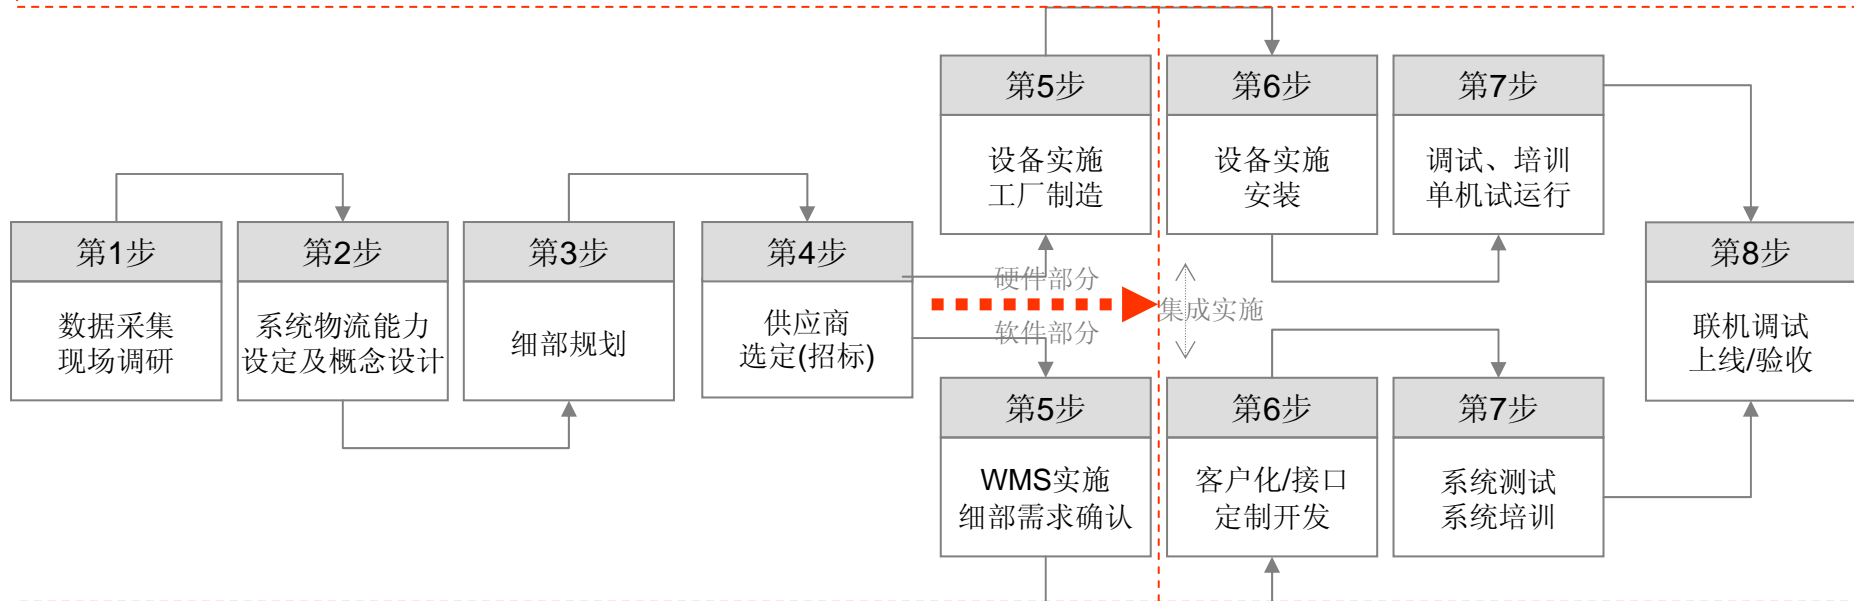 第1步
数据采集
现场调研
第2步
系统物流能力
设定及概念设计
第3步
细部规划
第4步
供应商
选定(招标)
硬件部分
软件部分
集成实施
第5步
设备实施
工厂制造
第6步
设备实施
安装
第7步
调试、培训
单机试运行
第5步
WMS实施
细部需求确认
第6步
客户化/接口
定制开发
第7步
系统测试
系统培训
第8步
联机调试
上线/验收